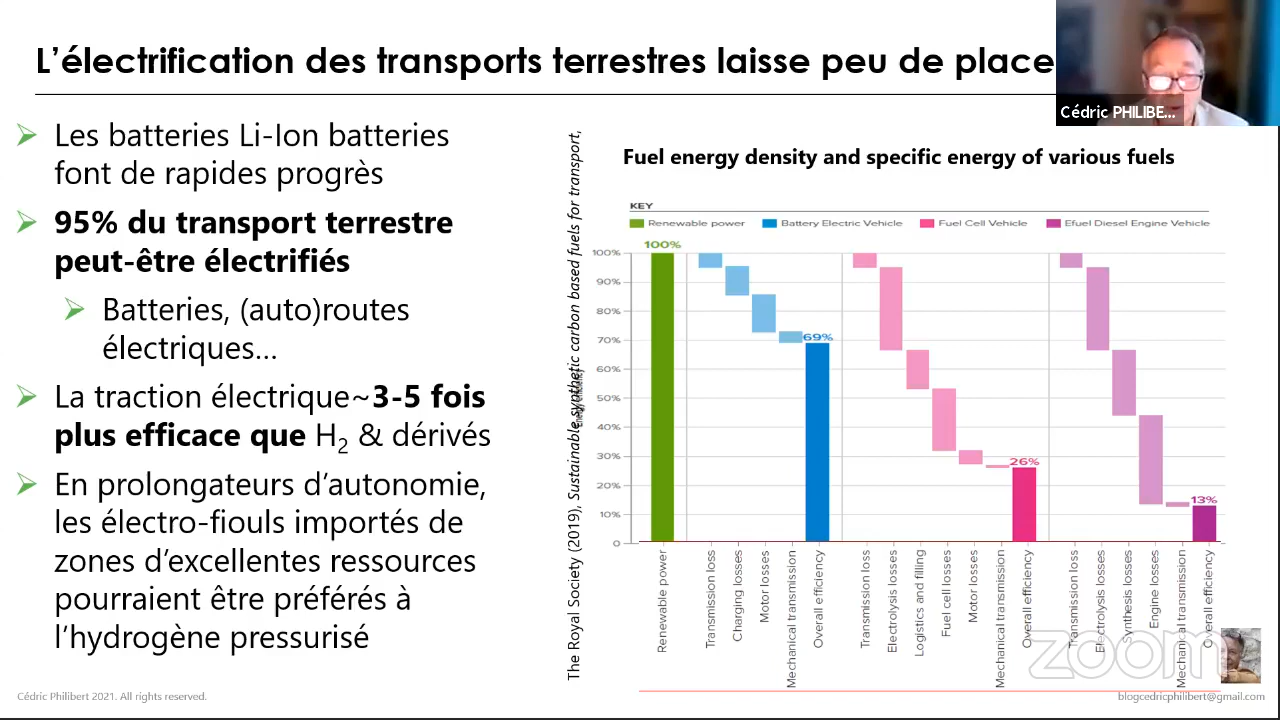 L’électrification des transports terrestres laisse peu de place
Cédric PHILIBE...
➢ Les batteries Li-Ion batteries
font de rapides progrès
➢ 95% du transport terrestre
peut-être électrifiés
➢ Batteries, (auto)routes
électriques…
➢ La traction électrique~3-5 fois
plus efficace que H₂ & dérivés
➢ En prolongateurs d’autonomie,
les électro-fiouls importés de
zones d’excellentes ressources
pourraient être préférés à
l’hydrogène pressurisé
The Royal Society (2019), Sustainable synthetic carbon based fuels for transport,
Fuel energy density and specific energy of various fuels
KEY
Renewable power
Battery Electric Vehicle
Fuel Cell Vehicle
Efuel Diesel Engine Vehicle
100%
90%
80%
70%
60%
50%
40%
30%
20%
10%
0
Energy efficiency
100%
69%
26%
13%
Renewable power
Transmission loss
Charging losses
Motor losses
Mechanical transmission
Overall efficiency
Transmission loss
Electrolysis losses
Logistics and filling
Fuel cell losses
Motor losses
Mechanical transmission
Overall efficiency
Transmission loss
Electrolysis losses
Synthesis losses
Engine losses
Mechanical transmission
Overall efficiency
zoom
Cédric Philibert 2021. All rights reserved.
blogcedricphilibert@gmail.com